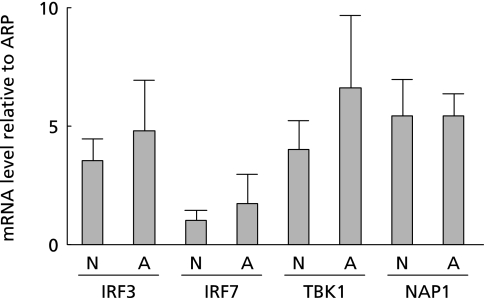 mRNA level relative to ARP
10
5
0
N A N A N A N A
IRF3 IRF7 TBK1 NAP1